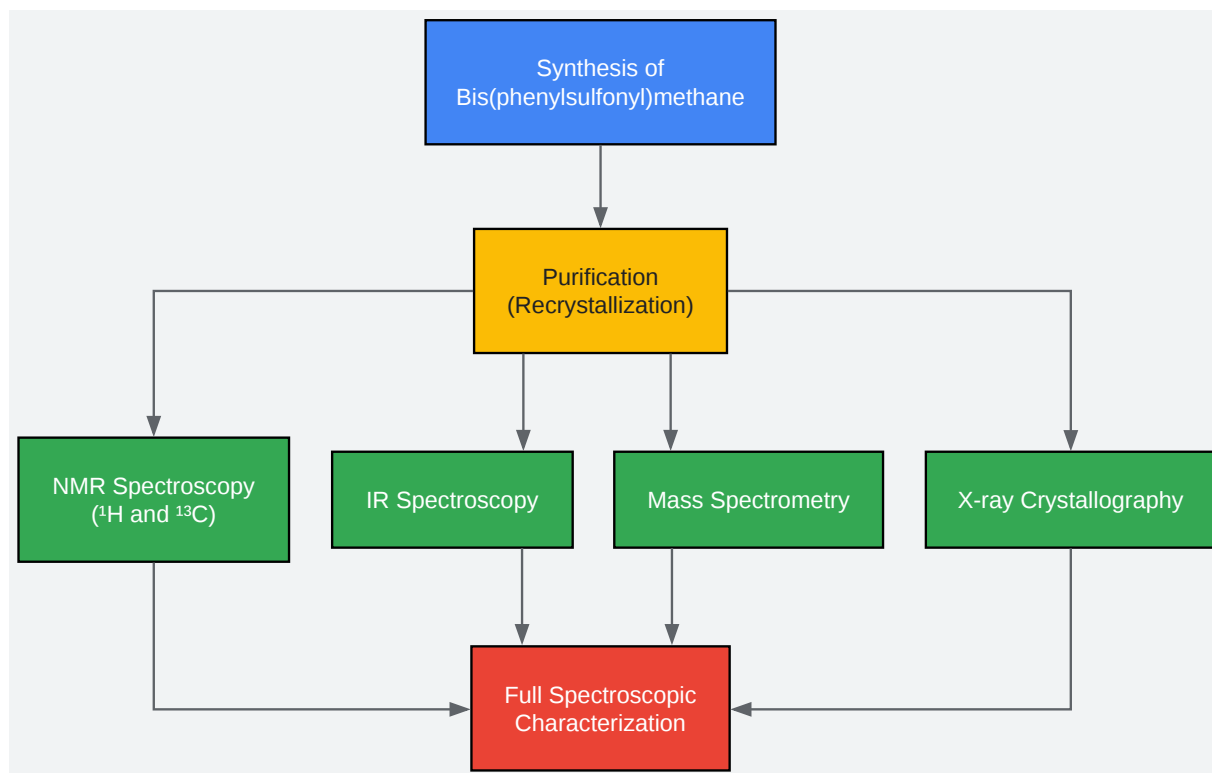 Synthesis of
Bis(phenylsulfonyl)methane
Purification
(Recrystallization)
NMR Spectroscopy
(¹H and ¹³C)
IR Spectroscopy
Mass Spectrometry
X-ray Crystallography
Full Spectroscopic
Characterization